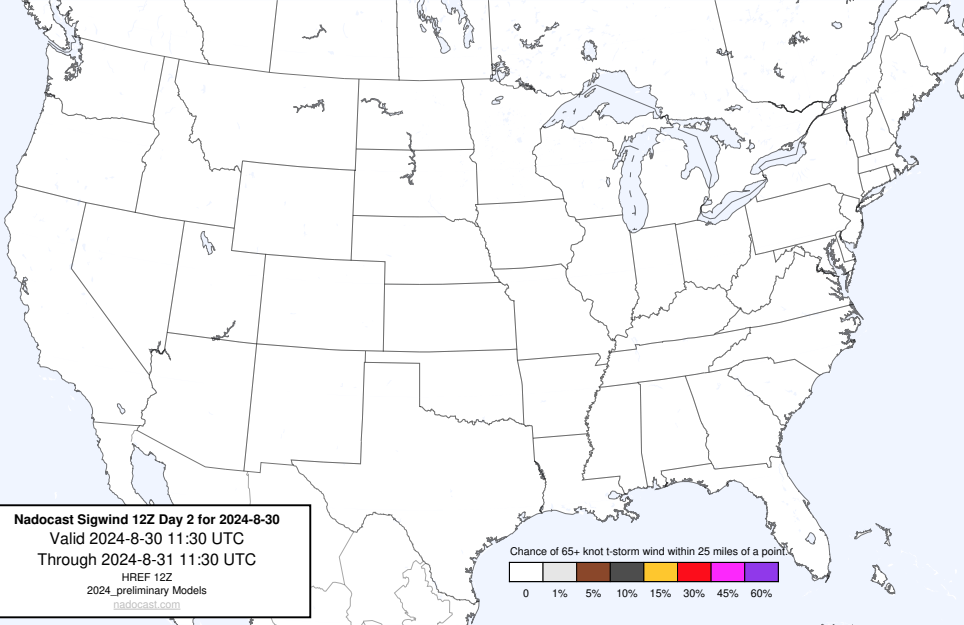 Nadocast Sigwind 12Z Day 2 for 2024-8-30
Valid 2024-8-30 11:30 UTC
Through 2024-8-31 11:30 UTC
HREF 12Z
2024_preliminary Models
nadocast.com
Chance of 65+ knot t-storm wind within 25 miles of a point.
0 1% 5% 10% 15% 30% 45% 60%